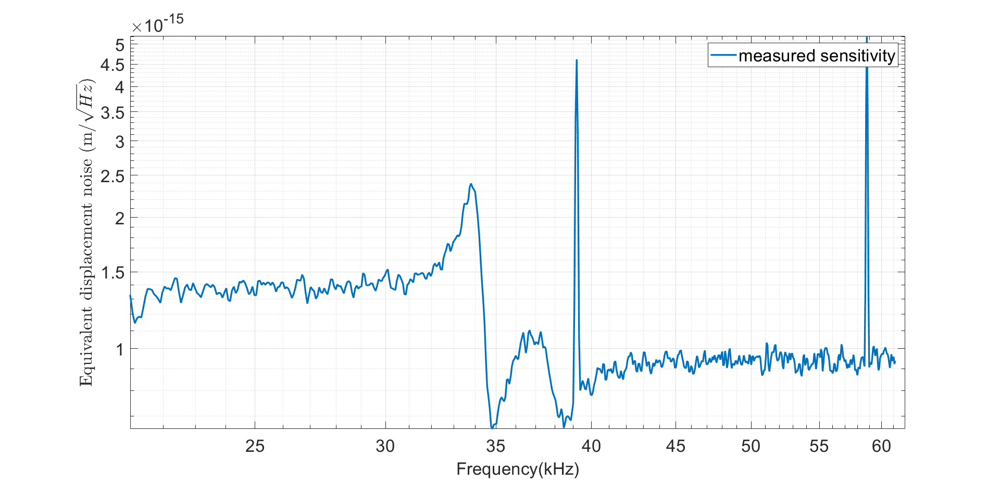 ×10-15
5
4.5
4
3.5
3
2.5
2
1.5
1
Equivalent displacement noise (m/√Hz)
measured sensitivity
25 30 35 40 45 50 55 60
Frequency(kHz)